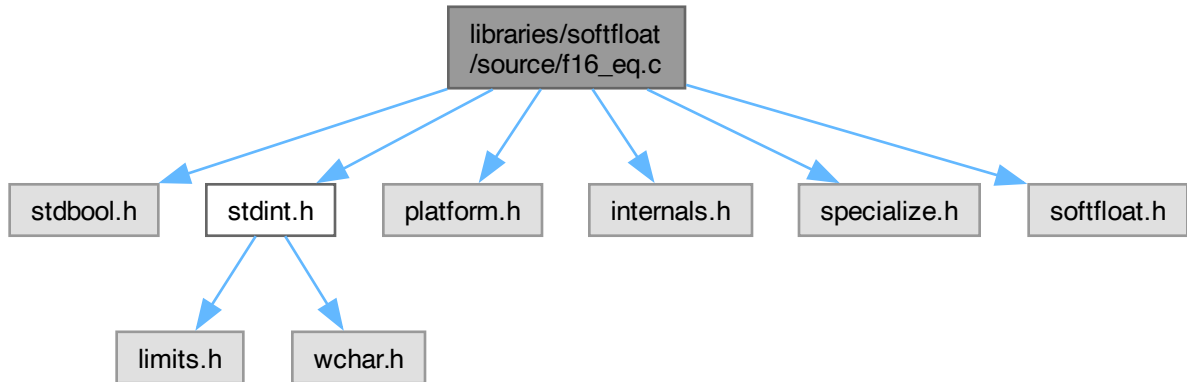 libraries/softfloat
/source/f16_eq.c
stdbool.h
stdint.h
platform.h
internals.h
specialize.h
softfloat.h
limits.h
wchar.h